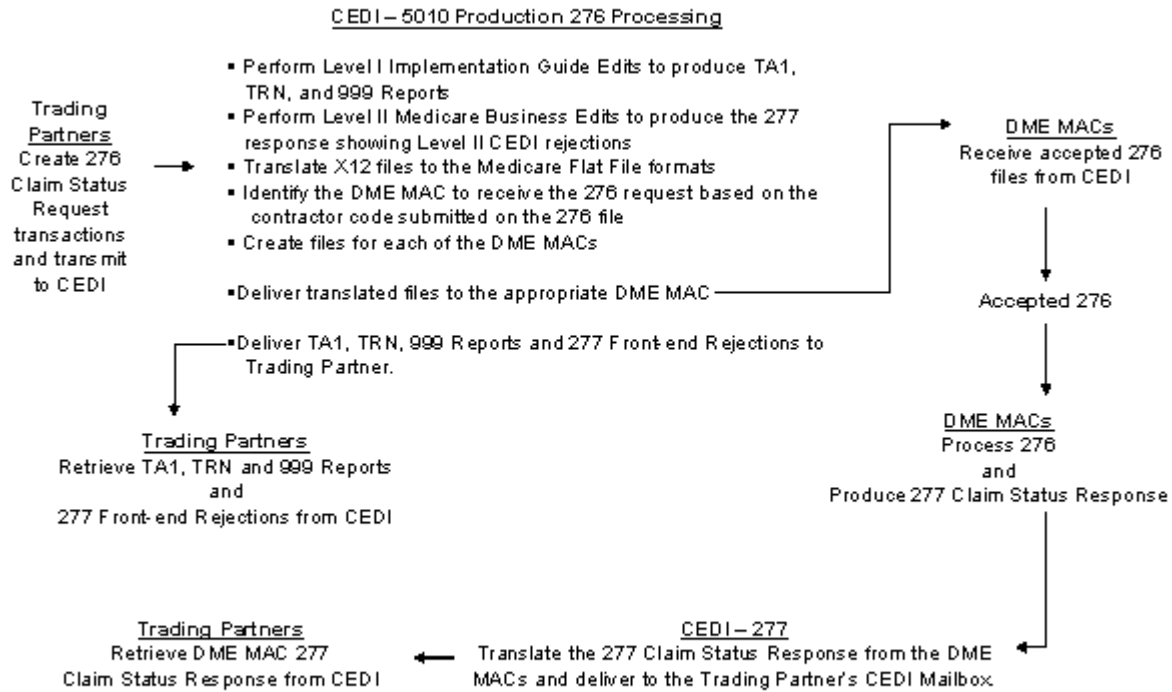 CEDI – 5010 Production 276 Processing
Trading
Partners
Create 276
Claim Status
Request
transactions
and transmit
to CEDI
▪ Perform Level I Implementation Guide Edits to produce TA1,
TRN, and 999 Reports
▪ Perform Level II Medicare Business Edits to produce the 277
response showing Level II CEDI rejections
▪ Translate X12 files to the Medicare Flat File formats
▪ Identify the DME MAC to receive the 276 request based on the
contractor code submitted on the 276 file
▪ Create files for each of the DME MACs
▪ Deliver translated files to the appropriate DME MAC
▪ Deliver TA1, TRN, 999 Reports and 277 Front-end Rejections to
Trading Partner.
DME MACs
Receive accepted 276
files from CEDI
Accepted 276
DME MACs
Process 276
and
Produce 277 Claim Status Response
Trading Partners
Retrieve TA1, TRN and 999 Reports
and
277 Front-end Rejections from CEDI
CEDI – 277
Translate the 277 Claim Status Response from the DME
MACs and deliver to the Trading Partner's CEDI Mailbox
Trading Partners
Retrieve DME MAC 277
Claim Status Response from CEDI